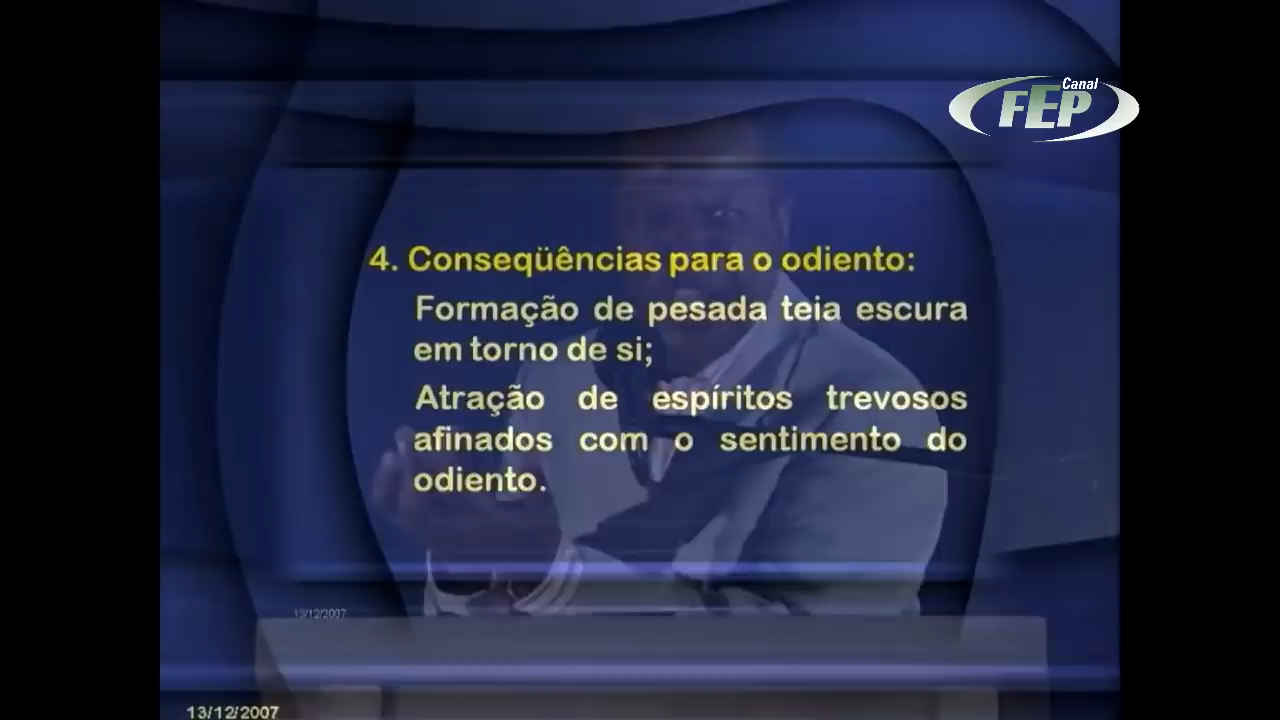 Canal
FEP
4. Conseqüências para o odiento:
Formação de pesada teia escura
em torno de si;
Atração de espíritos trevosos
afinados com o sentimento do
odiento.
13/12/2007
13/12/2007